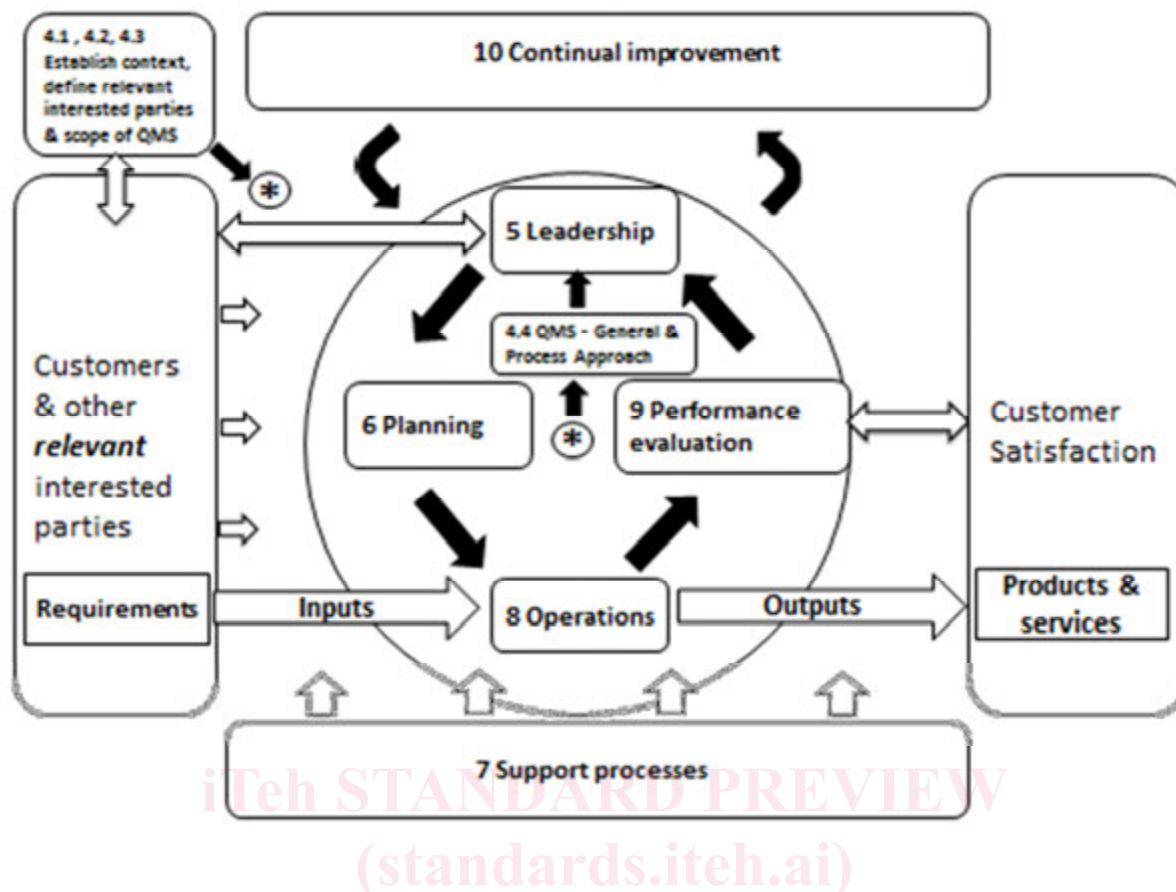 4.1 , 4.2, 4.3
Establish context,
define relevant
interested parties
& scope of QMS
10 Continual improvement
*
5 Leadership
4.4 QMS - General &
Process Approach
Customers
& other
relevant
interested
parties
6 Planning
*
9 Performance
evaluation
Customer
Satisfaction
Requirements
Inputs
8 Operations
Outputs
Products &
services
7 Support processes
iTeh STANDARD PREVIEW
(standards.iteh.ai)